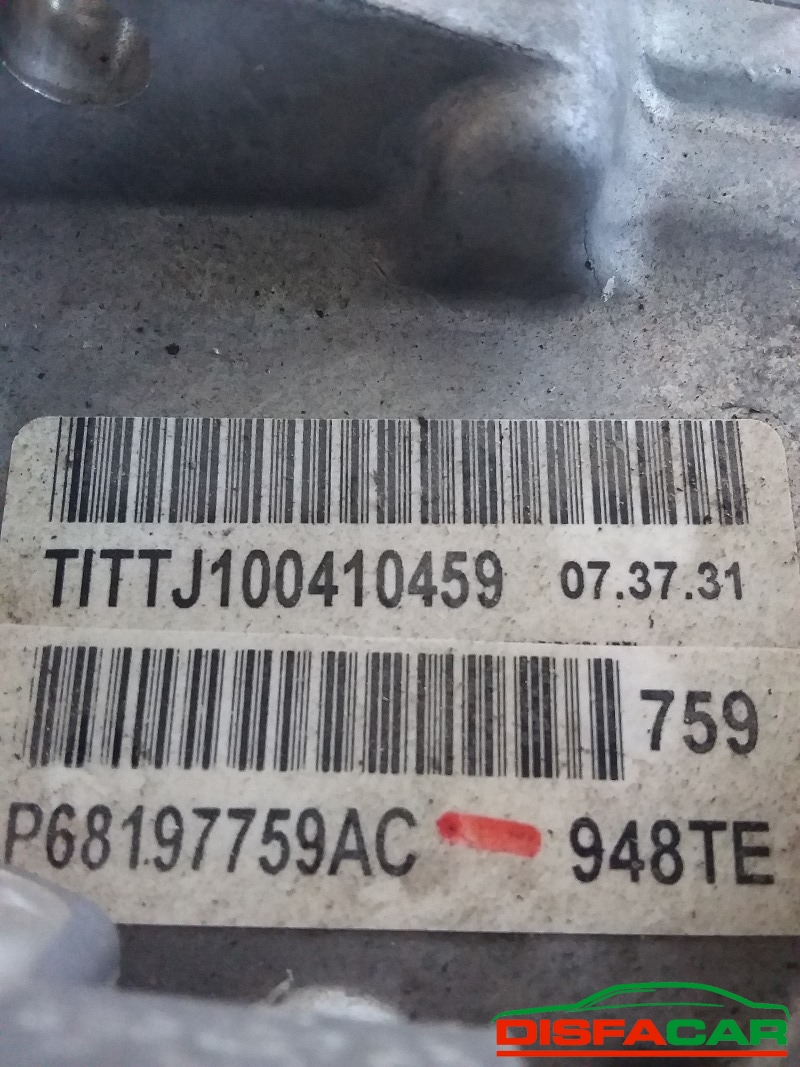 TITTJ100410459 07.37.31
759
P68197759AC 948TE
DISFACAR